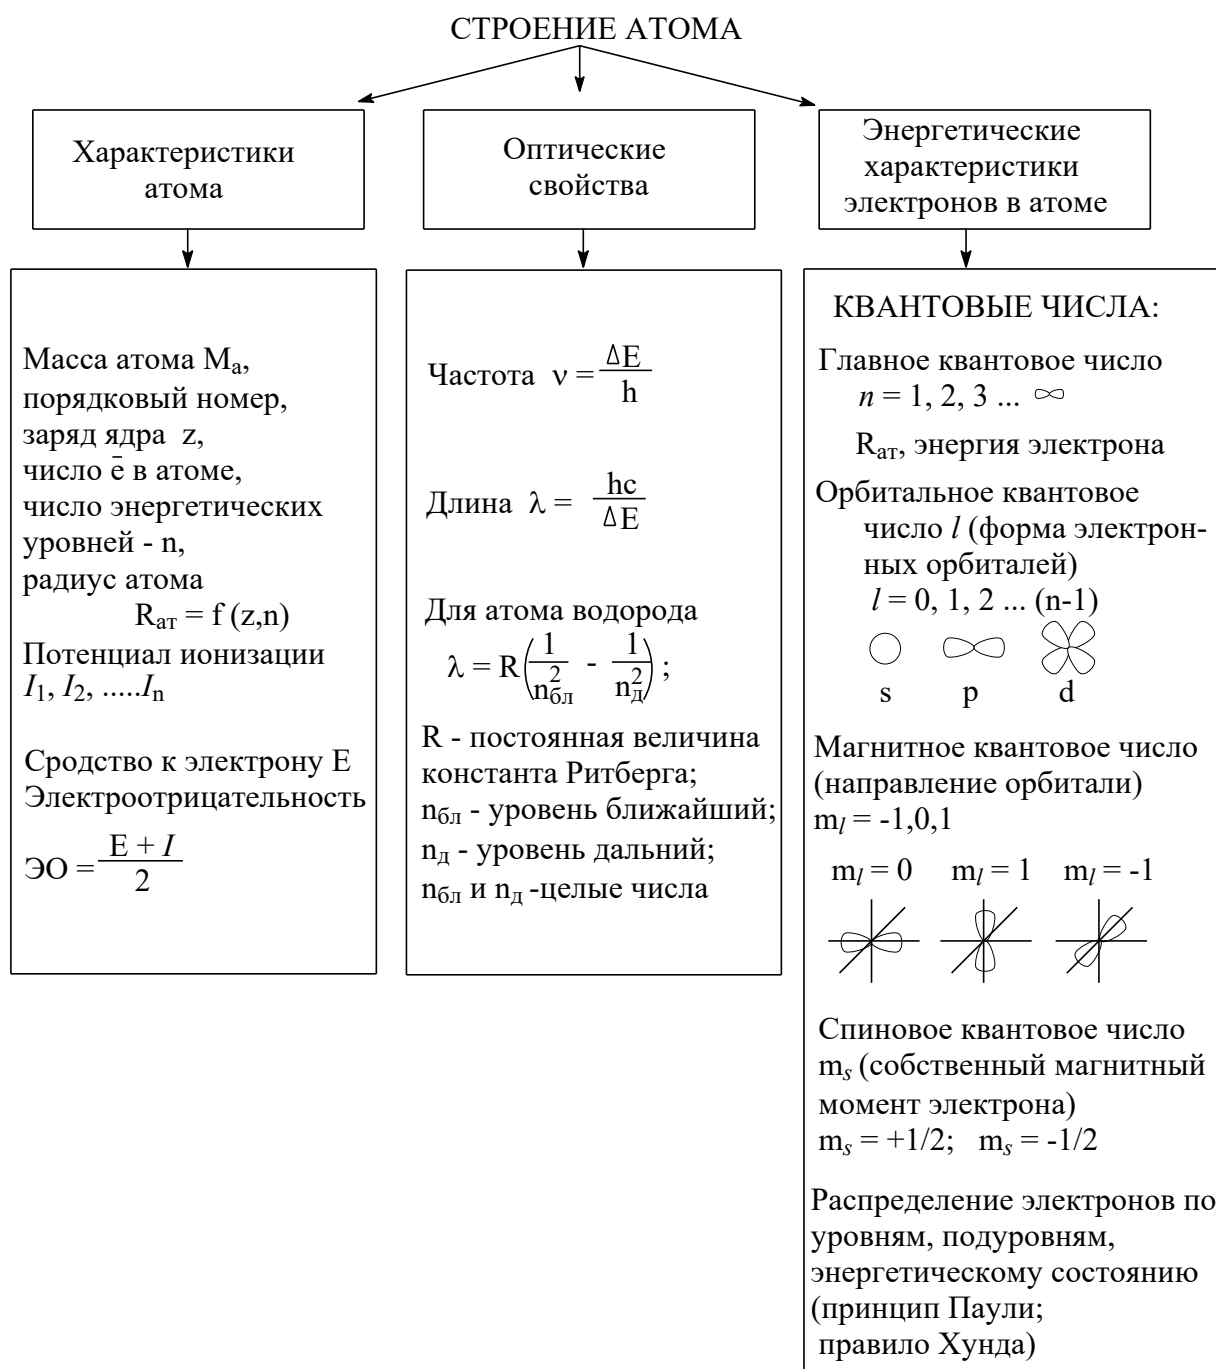 СТРОЕНИЕ АТОМА
Характеристики
атома
Оптические
свойства
Энергетические
характеристики
электронов в атоме
Масса атома Mₐ,
порядковый номер,
заряд ядра z,
число ē в атоме,
число энергетических
уровней - n,
радиус атома
Rат = f (z,n)
Потенциал ионизации
I₁, I₂, .....Iₙ
Сродство к электрону E
Электроотрицательность
ЭО = (E + I)/2
Частота ν = ΔE/h
Длина λ = hc/ΔE
Для атома водорода
λ = R(1/n²бл - 1/n²д) ;
R - постоянная величина
константа Ритберга;
nбл - уровень ближайший;
nд - уровень дальний;
nбл и nд -целые числа
КВАНТОВЫЕ ЧИСЛА:
Главное квантовое число
n = 1, 2, 3 ... ∞
Rат, энергия электрона
Орбитальное квантовое
число l (форма электрон-
ных орбиталей)
l = 0, 1, 2 ... (n-1)
s p d
Магнитное квантовое число
(направление орбитали)
mₗ = -1,0,1
mₗ = 0 mₗ = 1 mₗ = -1
Спиновое квантовое число
mₛ (собственный магнитный
момент электрона)
mₛ = +1/2; mₛ = -1/2
Распределение электронов по
уровням, подуровням,
энергетическому состоянию
(принцип Паули;
правило Хунда)